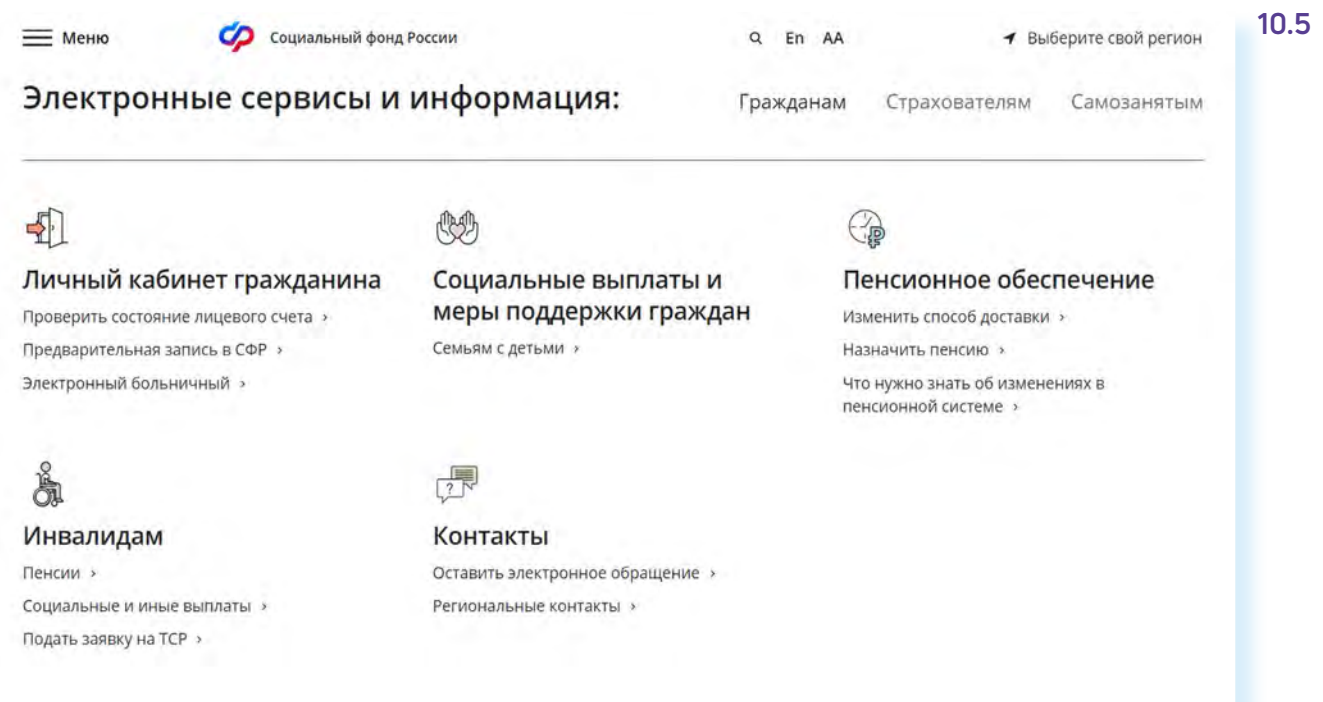 Меню
Социальный фонд России
En AA
Выберите свой регион
10.5
Электронные сервисы и информация:
Гражданам Страхователям Самозанятым
Личный кабинет гражданина
Проверить состояние лицевого счета ›
Предварительная запись в СФР ›
Электронный больничный ›
Социальные выплаты и
меры поддержки граждан
Семьям с детьми ›
Пенсионное обеспечение
Изменить способ доставки ›
Назначить пенсию ›
Что нужно знать об изменениях в
пенсионной системе ›
Инвалидам
Пенсии ›
Социальные и иные выплаты ›
Подать заявку на ТСР ›
?
Контакты
Оставить электронное обращение ›
Региональные контакты ›